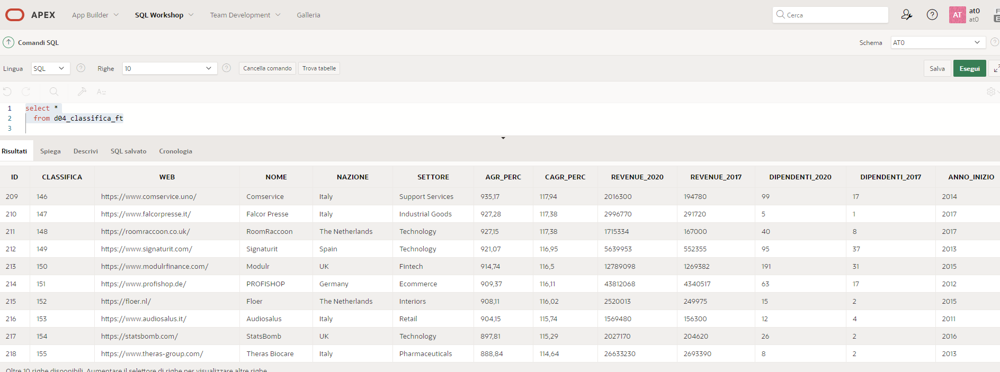 APEX App Builder SQL Workshop Team Development Galleria Cerca AT at0
at0
Comandi SQL Schema AT0
Lingua SQL Righe 10 Cancella comando Trova tabelle Salva Esegui
1 select *
2 from d04_classifica_ft
3
Risultati Spiega Descrivi SQL salvato Cronologia
ID CLASSIFICA WEB NOME NAZIONE SETTORE AGR_PERC CAGR_PERC REVENUE_2020 REVENUE_2017 DIPENDENTI_2020 DIPENDENTI_2017 ANNO_INIZIO
209 146 https://www.comservice.uno/ Comservice Italy Support Services 935,17 117,94 2016300 194780 99 17 2014
210 147 https://www.falcorpresse.it/ Falcor Presse Italy Industrial Goods 927,28 117,38 2996770 291720 5 1 2017
211 148 https://roomraccoon.co.uk/ RoomRaccoon The Netherlands Technology 927,15 117,38 1715334 167000 40 8 2017
212 149 https://www.signaturit.com/ Signaturit Spain Technology 921,07 116,95 5639953 552355 95 37 2013
213 150 https://www.modulrfinance.com/ Modulr UK Fintech 914,74 116,5 12789098 1269382 191 31 2015
214 151 https://www.profishop.de/ PROFISHOP Germany Ecommerce 909,37 116,11 43812068 4340517 63 17 2012
215 152 https://floer.nl/ Floer The Netherlands Interiors 908,11 116,02 2520013 249975 15 2 2015
216 153 https://www.audiosalus.it/ Audiosalus Italy Retail 904,15 115,74 1569480 156300 12 4 2011
217 154 https://statsbomb.com/ StatsBomb UK Technology 897,81 115,29 2027170 204620 26 2 2016
218 155 https://www.theras-group.com/ Theras Biocare Italy Pharmaceuticals 888,84 114,64 26633230 2693390 8 2 2013
Oltre 10 righe disponibili. Aumentare il selettore di righe per visualizzare altre righe.